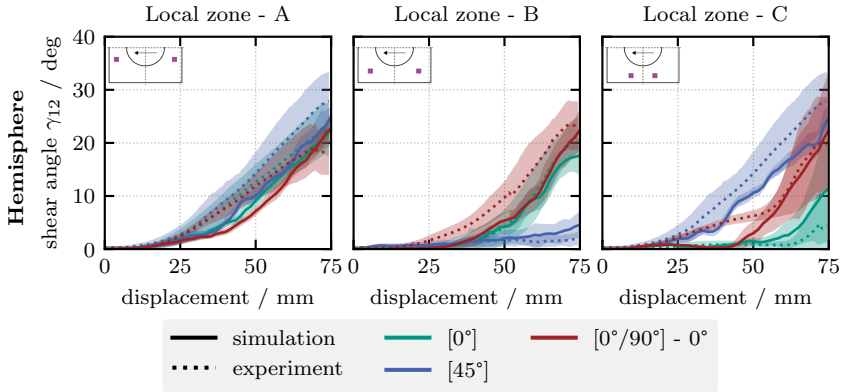 Local zone - A
Local zone - B
Local zone - C
Hemisphere
shear angle γ12 / deg
40
30
20
10
0
0 25 50 75
0 25 50 75
0 25 50 75
displacement / mm
displacement / mm
displacement / mm
simulation
experiment
[0°]
[45°]
[0°/90°] - 0°